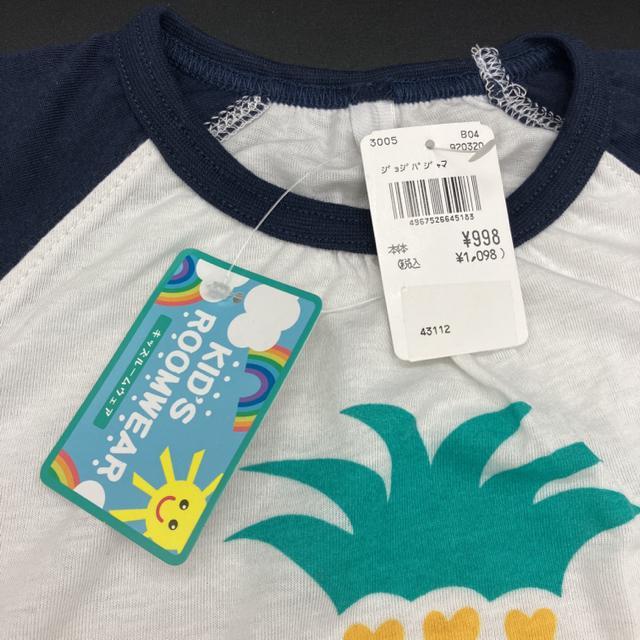 3005 B04
920320
ｼﾞｮｼﾞﾊﾟｼﾞｬﾏ
4967526645183
本体 ¥998
(税込 ¥1,098)
43112
KID'S
ROOMWEAR
キッズルームウェア